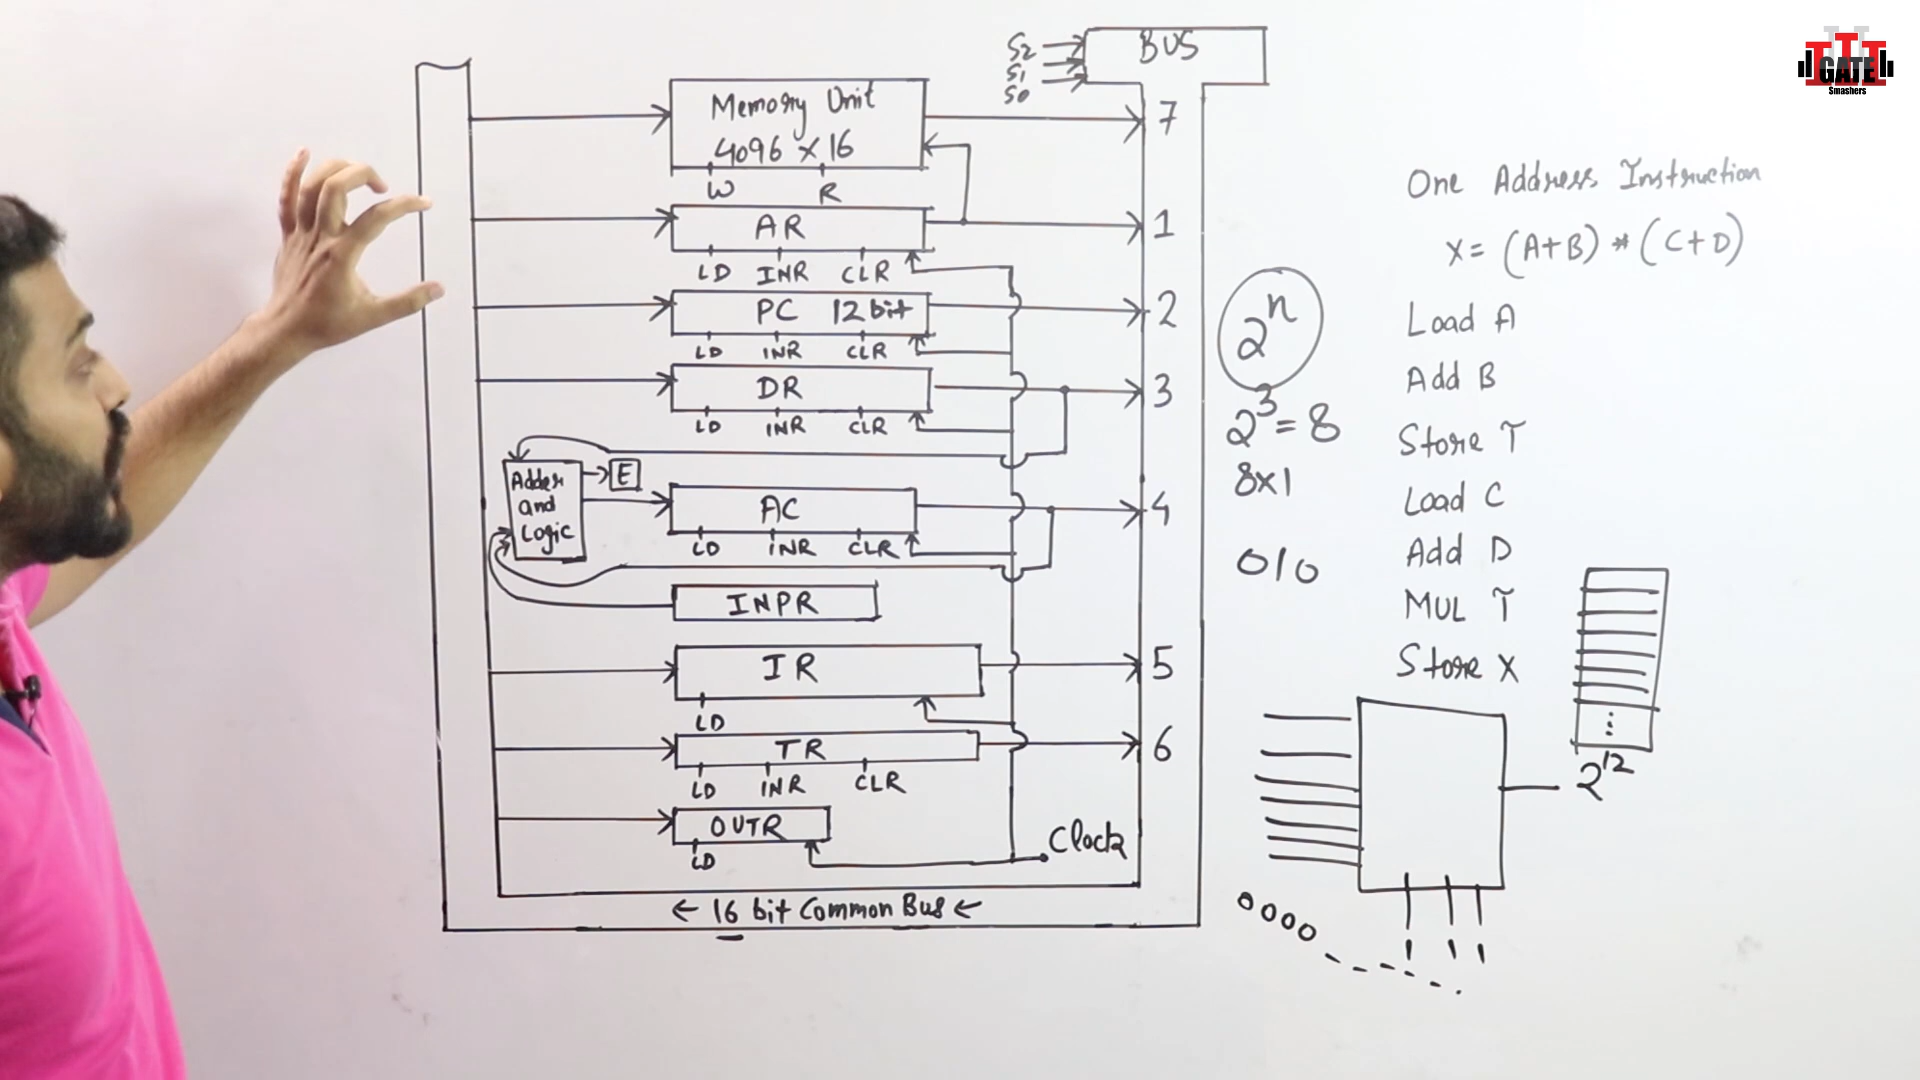 S2
S1
S0
BUS
Memory Unit
4096 x 16
W R
7
AR
LD INR CLR
1
PC 12 bit
LD INR CLR
2
DR
LD INR CLR
3
Adder
and
Logic
E
AC
LD INR CLR
4
INPR
IR
LD
5
TR
LD INR CLR
6
OUTR
LD
Clock
← 16 bit Common Bus ←
2^n
2^3 = 8
8x1
010
0000
1 1 1
One Address Instruction
X = (A+B) * (C+D)
Load A
Add B
Store T
Load C
Add D
MUL T
Store X
2^12
GATE
Smashers